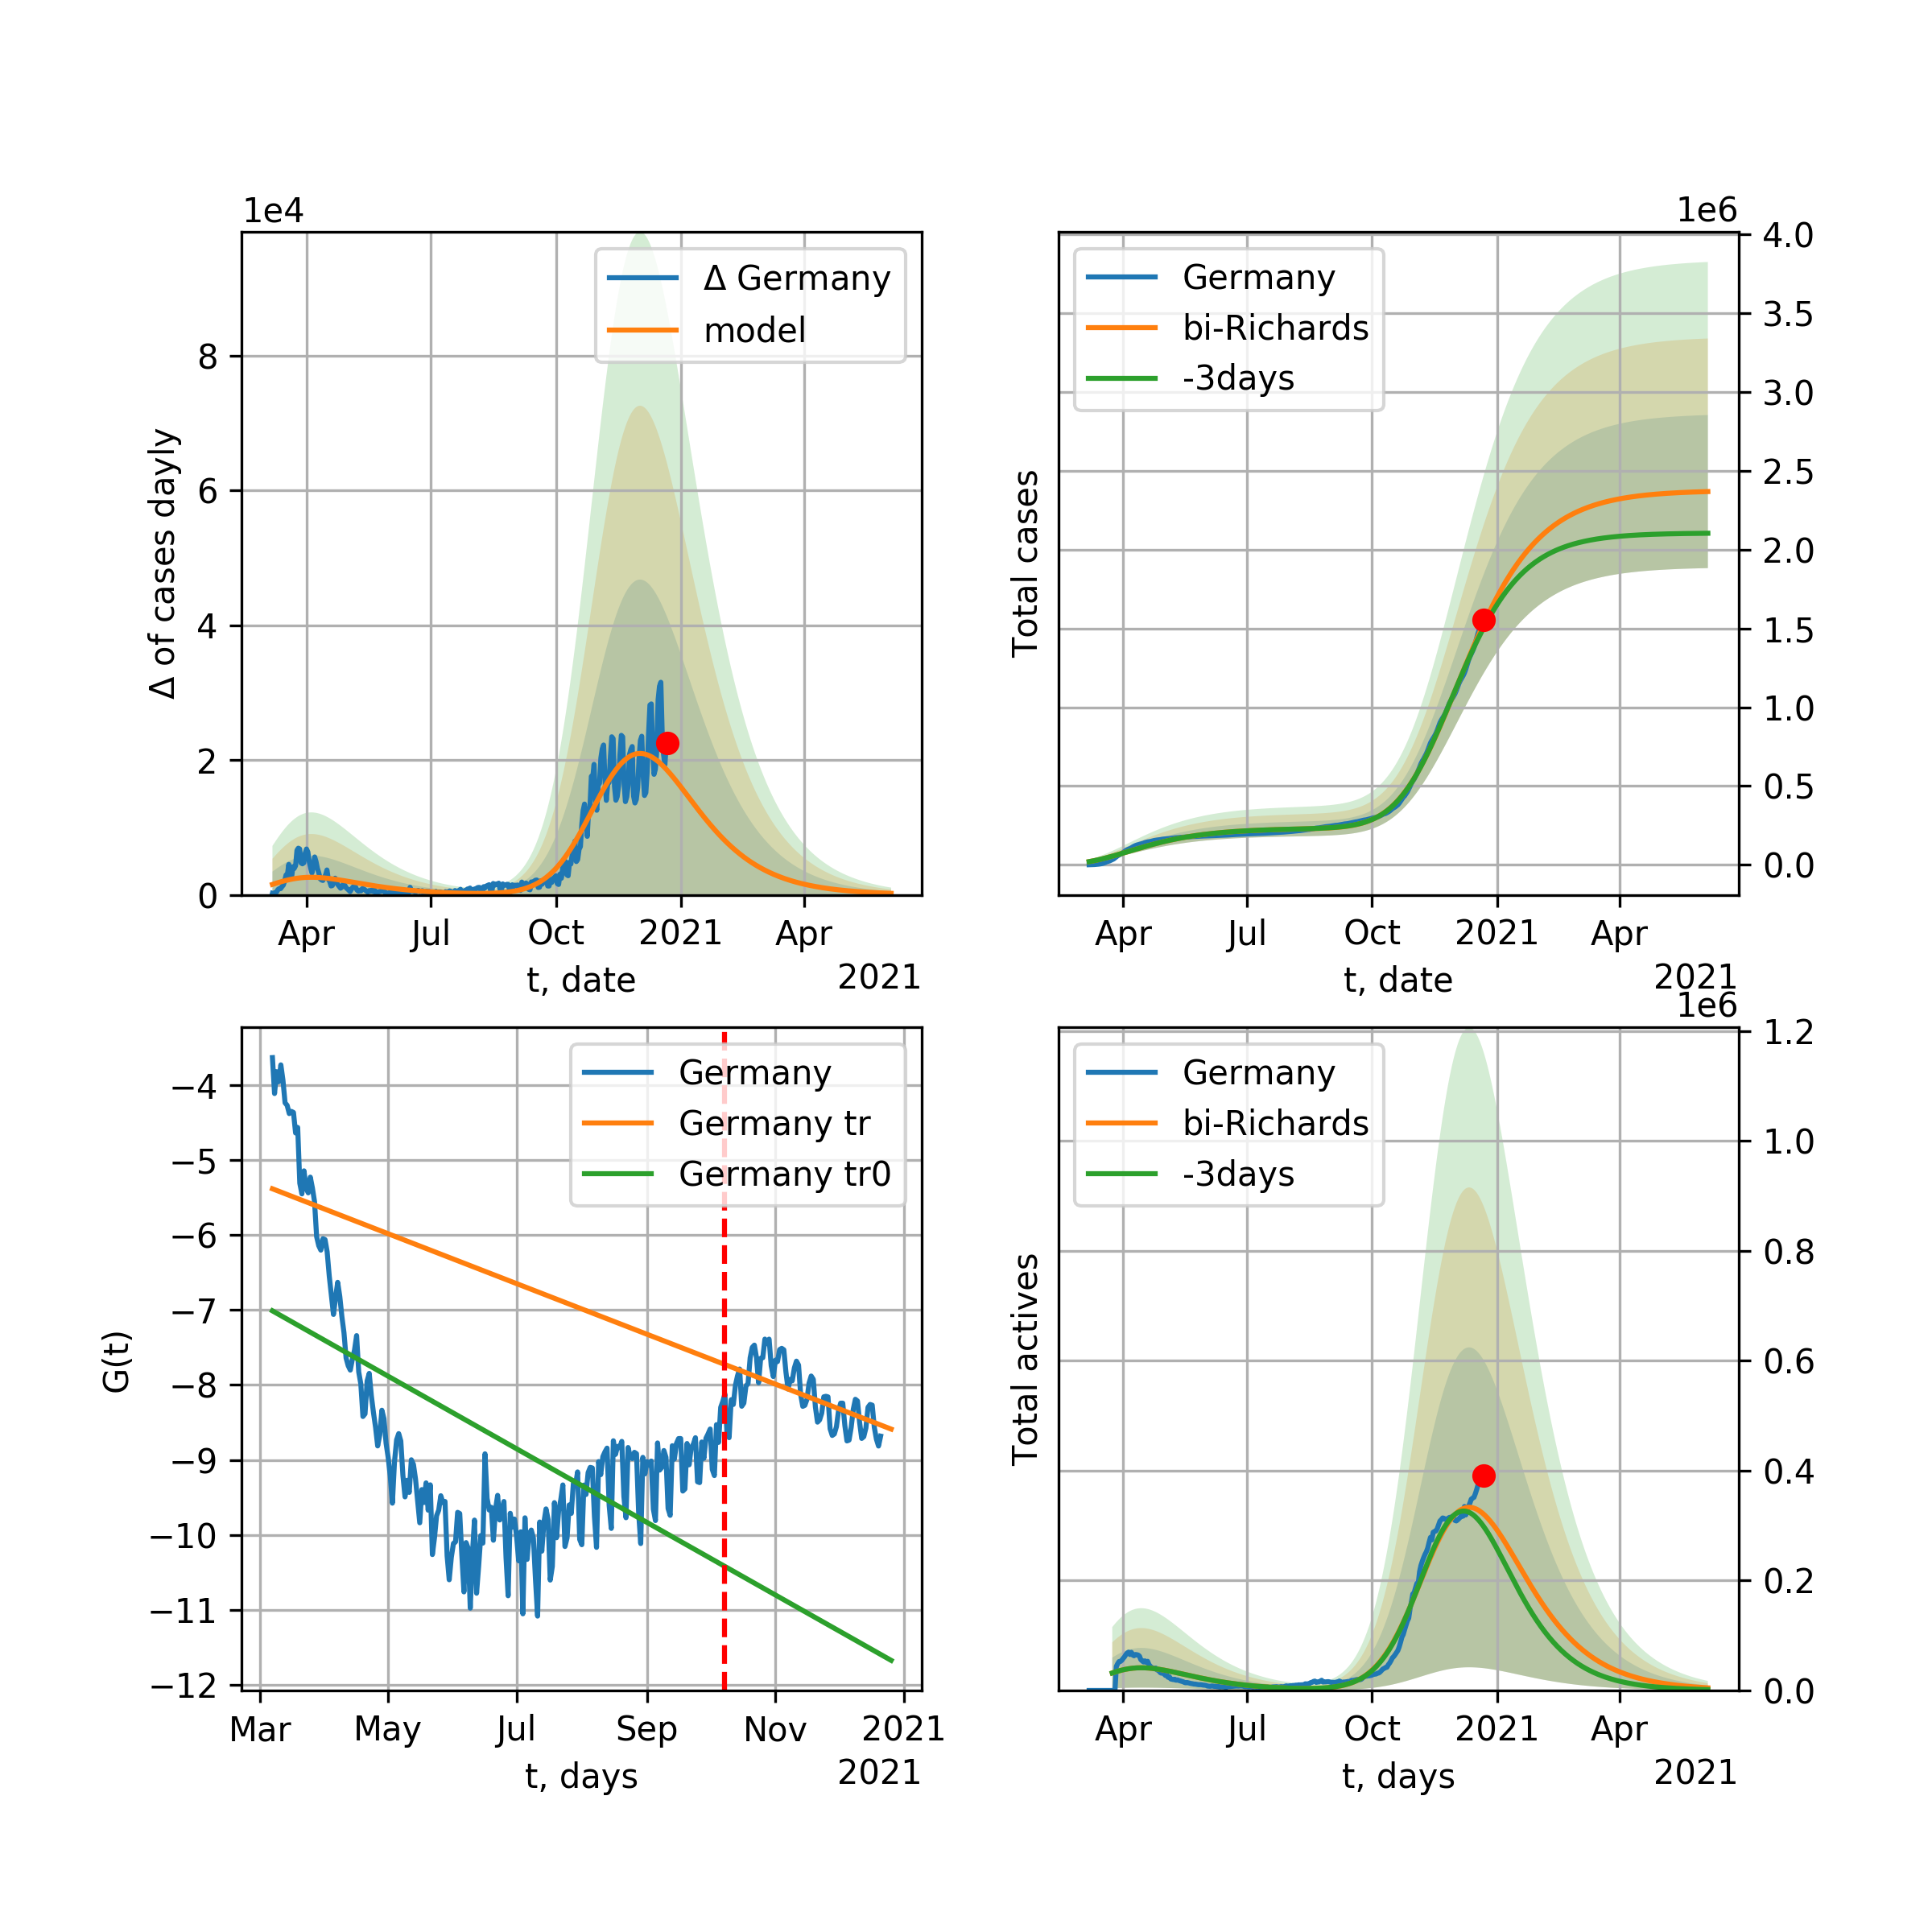 1e4
Δ Germany
model
8
6
4
2
0
Δ of cases dayly
Apr Jul Oct 2021 Apr
t, date
2021
1e6
Germany
bi-Richards
-3days
4.0
3.5
3.0
2.5
2.0
1.5
1.0
0.5
0.0
Total cases
Apr Jul Oct 2021 Apr
t, date
2021
Germany
Germany tr
Germany tr0
−4
−5
−6
−7
−8
−9
−10
−11
−12
G(t)
Mar May Jul Sep Nov 2021
t, days
2021
1e6
Germany
bi-Richards
-3days
1.2
1.0
0.8
0.6
0.4
0.2
0.0
Total actives
Apr Jul Oct 2021 Apr
t, days
2021